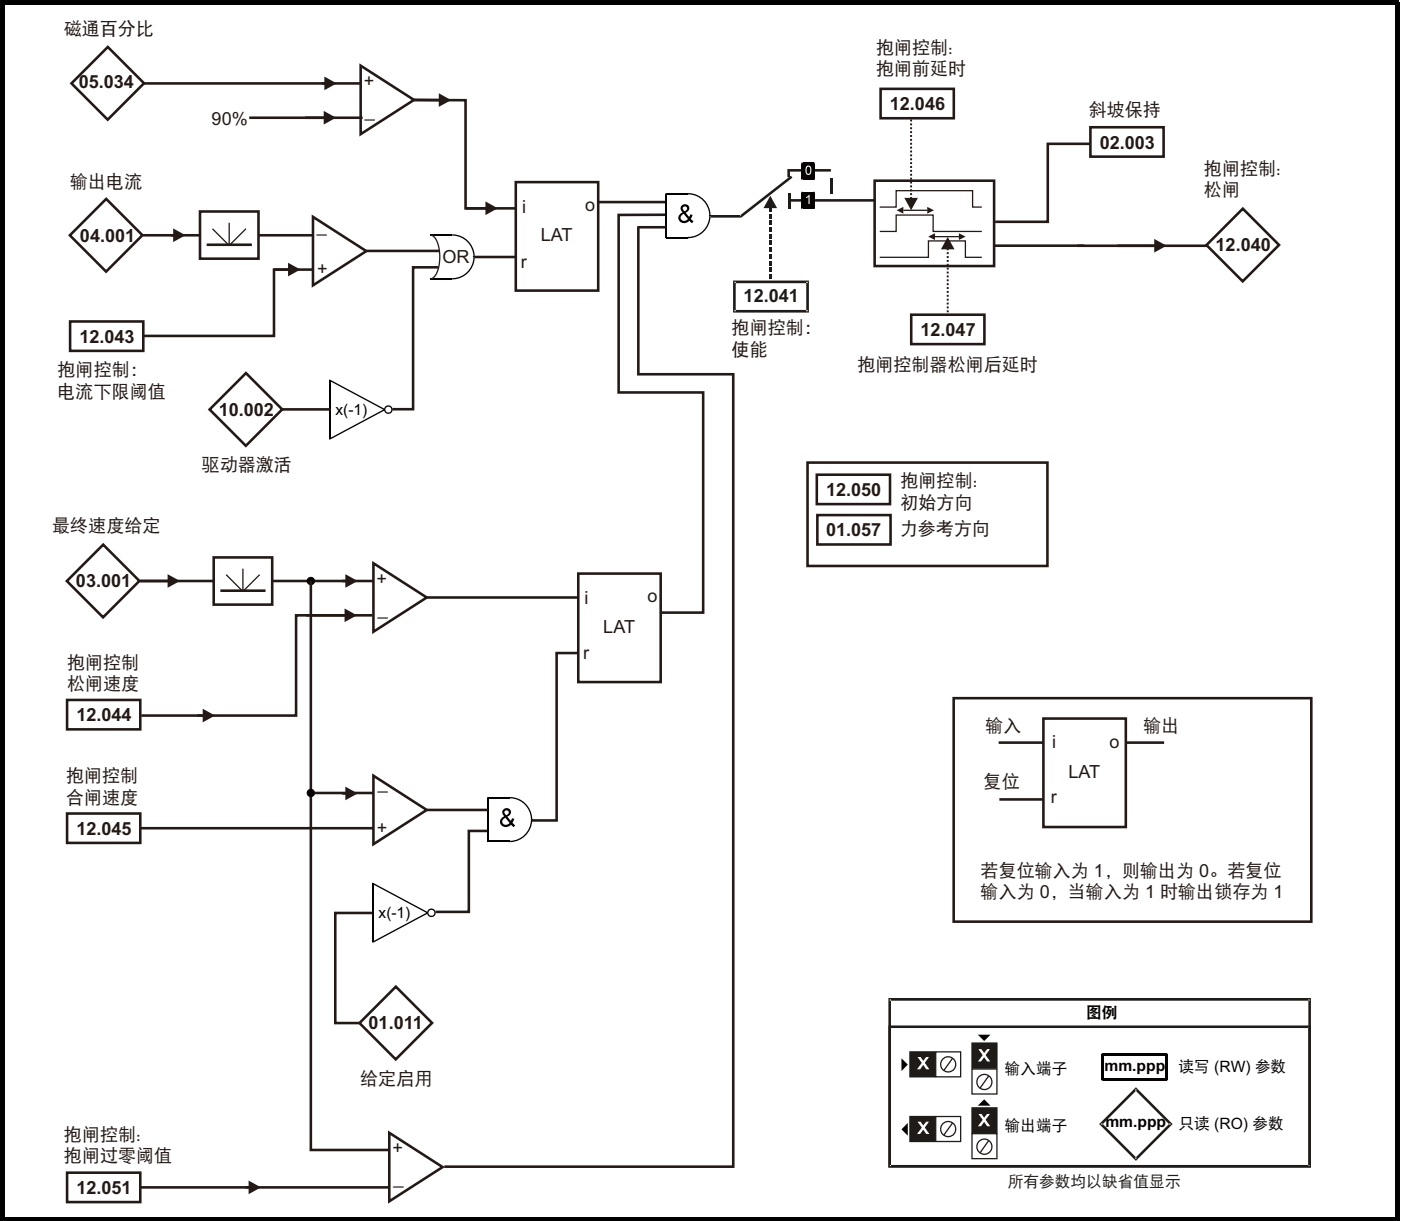 磁通百分比
05.034
+
90%
–
输出电流
04.001
–
+
12.043
抱闸控制：
电流下限阈值
10.002
x(-1)
驱动器激活
OR
i
o
LAT
r
&
0
1
12.041
抱闸控制：
使能
抱闸控制:
抱闸前延时
12.046
12.047
抱闸控制器松闸后延时
斜坡保持
02.003
抱闸控制:
松闸
12.040
12.050
抱闸控制:
初始方向
01.057
力参考方向
最终速度给定
03.001
+
–
抱闸控制
松闸速度
12.044
i
o
LAT
r
抱闸控制
合闸速度
12.045
–
+
&
x(-1)
01.011
给定启用
抱闸控制:
抱闸过零阈值
12.051
+
–
输入
i
o
输出
LAT
复位
r
若复位输入为 1，则输出为 0。若复位
输入为 0，当输入为 1 时输出锁存为 1
图例
X
X
输入端子
mm.ppp
读写 (RW) 参数
X
X
输出端子
mm.ppp
只读 (RO) 参数
所有参数均以缺省值显示